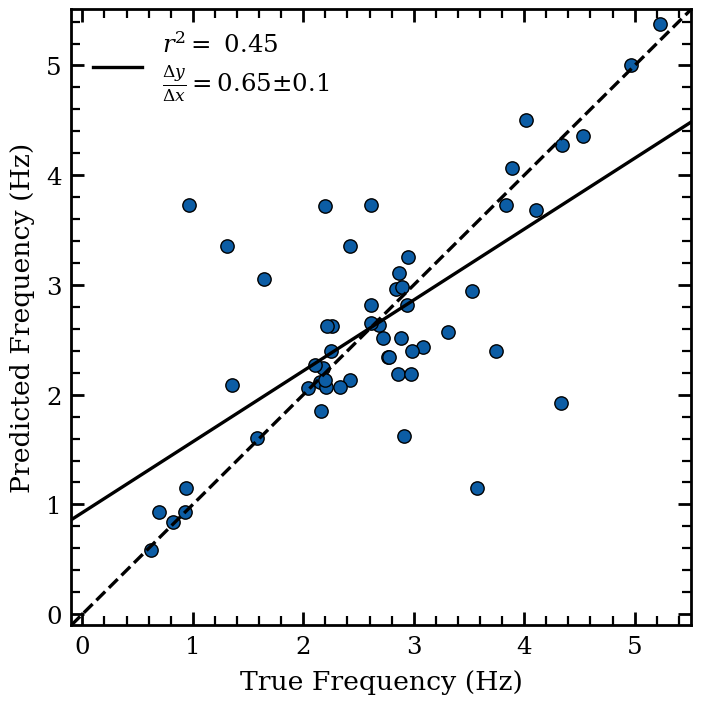 r² = 0.45
Δy/Δx = 0.65±0.1
5
4
3
2
1
0
Predicted Frequency (Hz)
0 1 2 3 4 5
True Frequency (Hz)